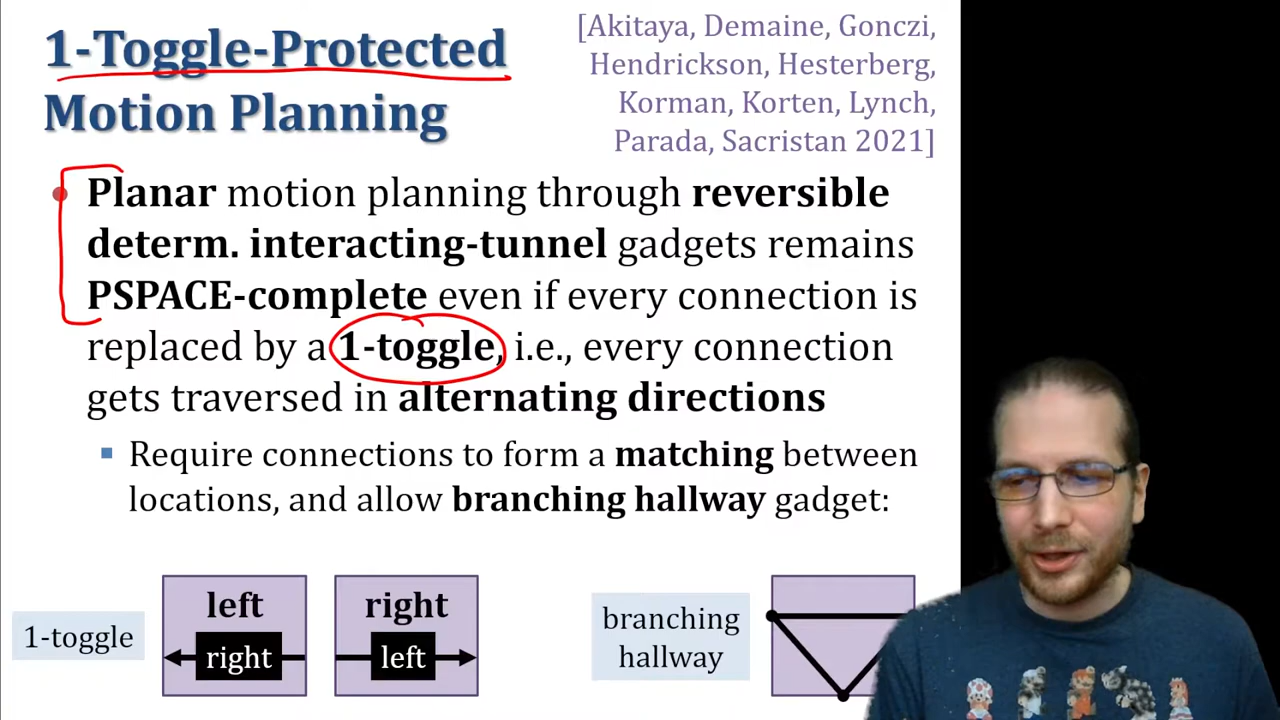 1-Toggle-Protected
Motion Planning
[Akitaya, Demaine, Gonczi,
Hendrickson, Hesterberg,
Korman, Korten, Lynch,
Parada, Sacristan 2021]
Planar motion planning through reversible
determ. interacting-tunnel gadgets remains
PSPACE-complete even if every connection is
replaced by a 1-toggle, i.e., every connection
gets traversed in alternating directions
Require connections to form a matching between
locations, and allow branching hallway gadget:
1-toggle
left
right
right
left
branching
hallway